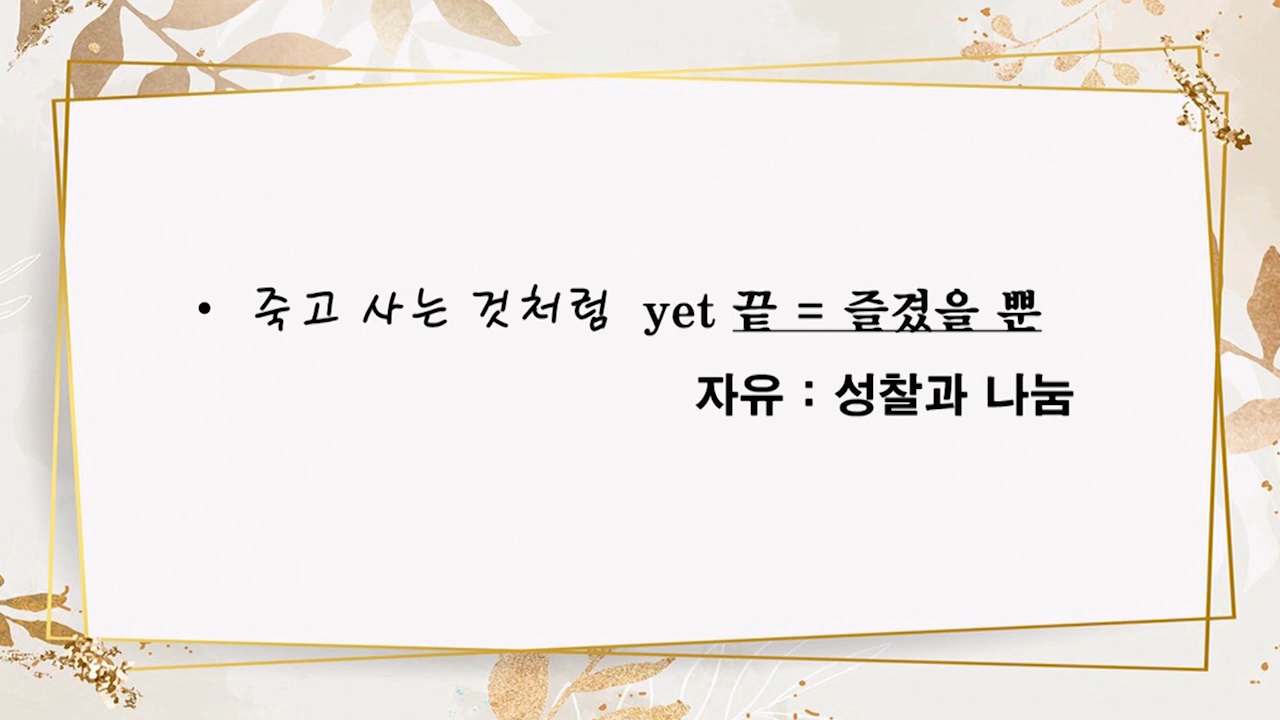 • 죽고 사는 것처럼 yet 끝 = 즐겼을 뿐
자유 : 성찰과 나눔